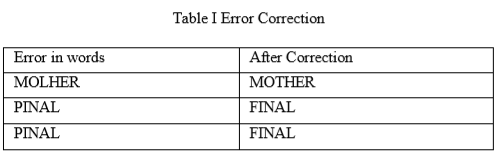 Table I Error Correction
Error in words After Correction
MOLHER MOTHER
PINAL FINAL
PINAL FINAL